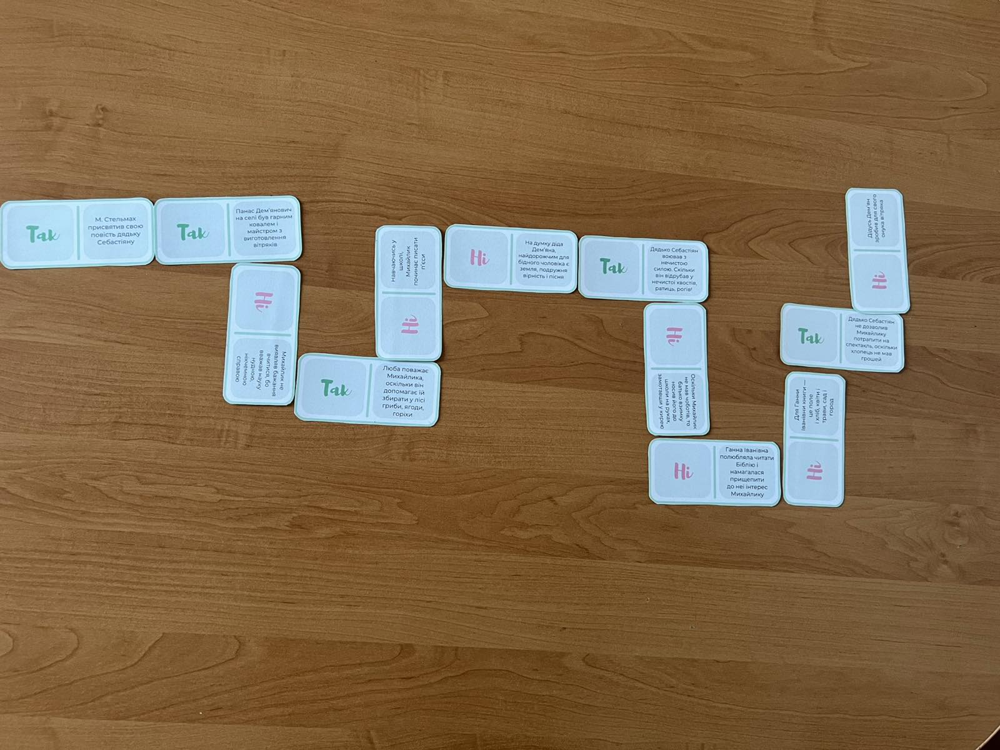 Так
М. Стельмах
присвятив свою
повість дядьку
Себастіяну
Так
Панас Дем'янович
на селі був гарним
ковалем і
майстром з
виготовлення
вітряків
Ні
Михайлик не
виявляв бажання
вчитися, бо
вважав науку
нудною,
нікчемною
справою
Так
Люба поважає
Михайлика,
оскільки він
допомагає їй
збирати у лісі
гриби, ягоди,
горіхи
Ні
Навчаючись у
школі,
Михайлик
починає писати
п'єси
Ні
На думку діда
Дем'яна,
найдорожчим для
бідного чоловіка є
земля, подружня
вірність і пісня
Так
Дядько Себастіян
воював з
нечистою
силою. Скільки
він відрубав у
нечистої хвостів,
ратиць, рогів!
Ні
Оскільки Михайлик
не мав чоботів, то
батько взимку
носив його до
школи на руках,
замотавши у кирею
Ні
Ганна Іванівна
полюбляла читати
Біблію і
намагалася
прищепити
до неї інтерес
Михайлику
Ні
Для Ганни
Іванівни книги —
це поле
і хліб, квіти і
трави, сад і
город
Так
Дядько Себастіян
не дозволив
Михайлику
потрапити на
спектакль, оскільки
хлопець не мав
грошей
Ні
Дідусь Дем'ян
зробив для свого
онука вітряка